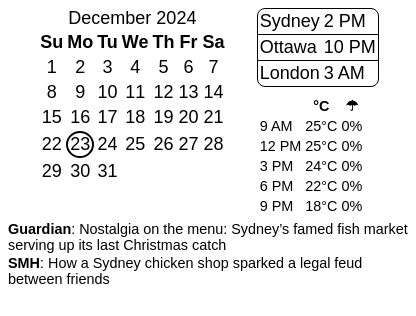 December 2024
Su Mo Tu We Th Fr Sa
1 2 3 4 5 6 7
8 9 10 11 12 13 14
15 16 17 18 19 20 21
22 23 24 25 26 27 28
29 30 31
Sydney 2 PM
Ottawa 10 PM
London 3 AM
°C ☂
9 AM 25°C 0%
12 PM 25°C 0%
3 PM 24°C 0%
6 PM 22°C 0%
9 PM 18°C 0%
Guardian: Nostalgia on the menu: Sydney’s famed fish market
serving up its last Christmas catch
SMH: How a Sydney chicken shop sparked a legal feud
between friends